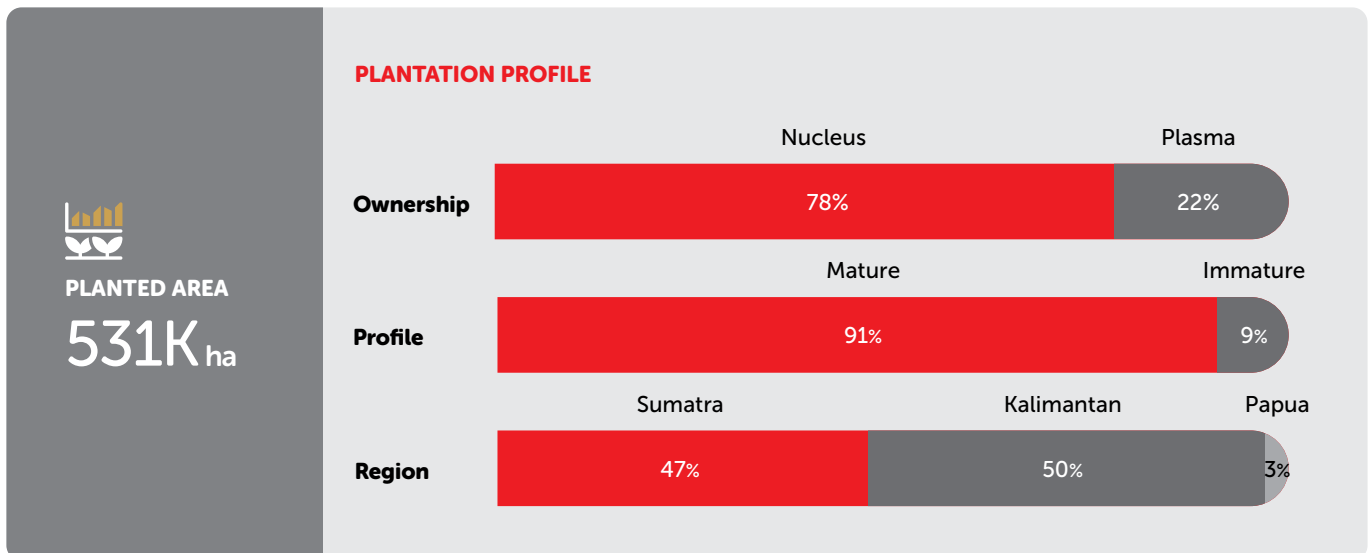 PLANTATION PROFILE
Nucleus Plasma
Ownership 78% 22%
PLANTED AREA
531K ha
Mature Immature
Profile 91% 9%
Sumatra Kalimantan Papua
Region 47% 50% 3%